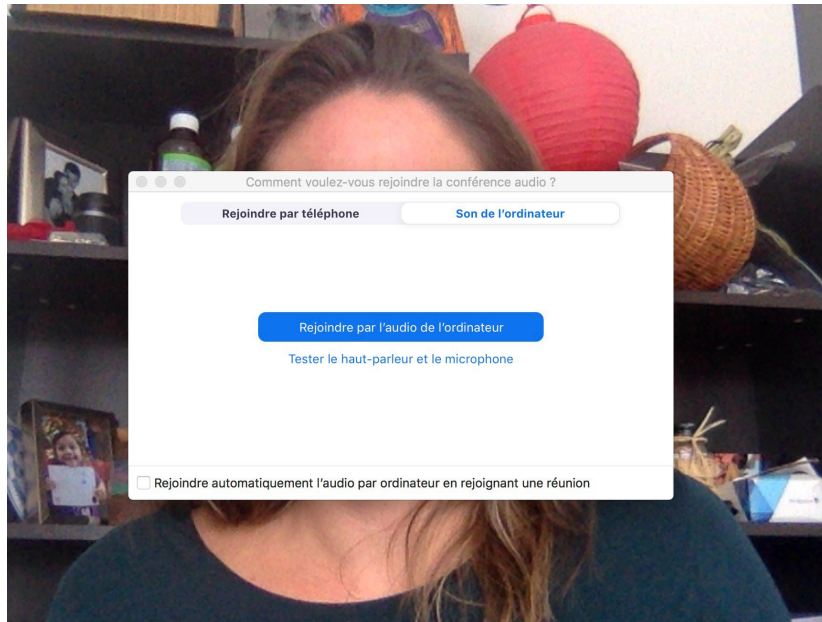 Comment voulez-vous rejoindre la conférence audio ?
Rejoindre par téléphone
Son de l'ordinateur
Rejoindre par l'audio de l'ordinateur
Tester le haut-parleur et le microphone
Rejoindre automatiquement l'audio par ordinateur en rejoignant une réunion